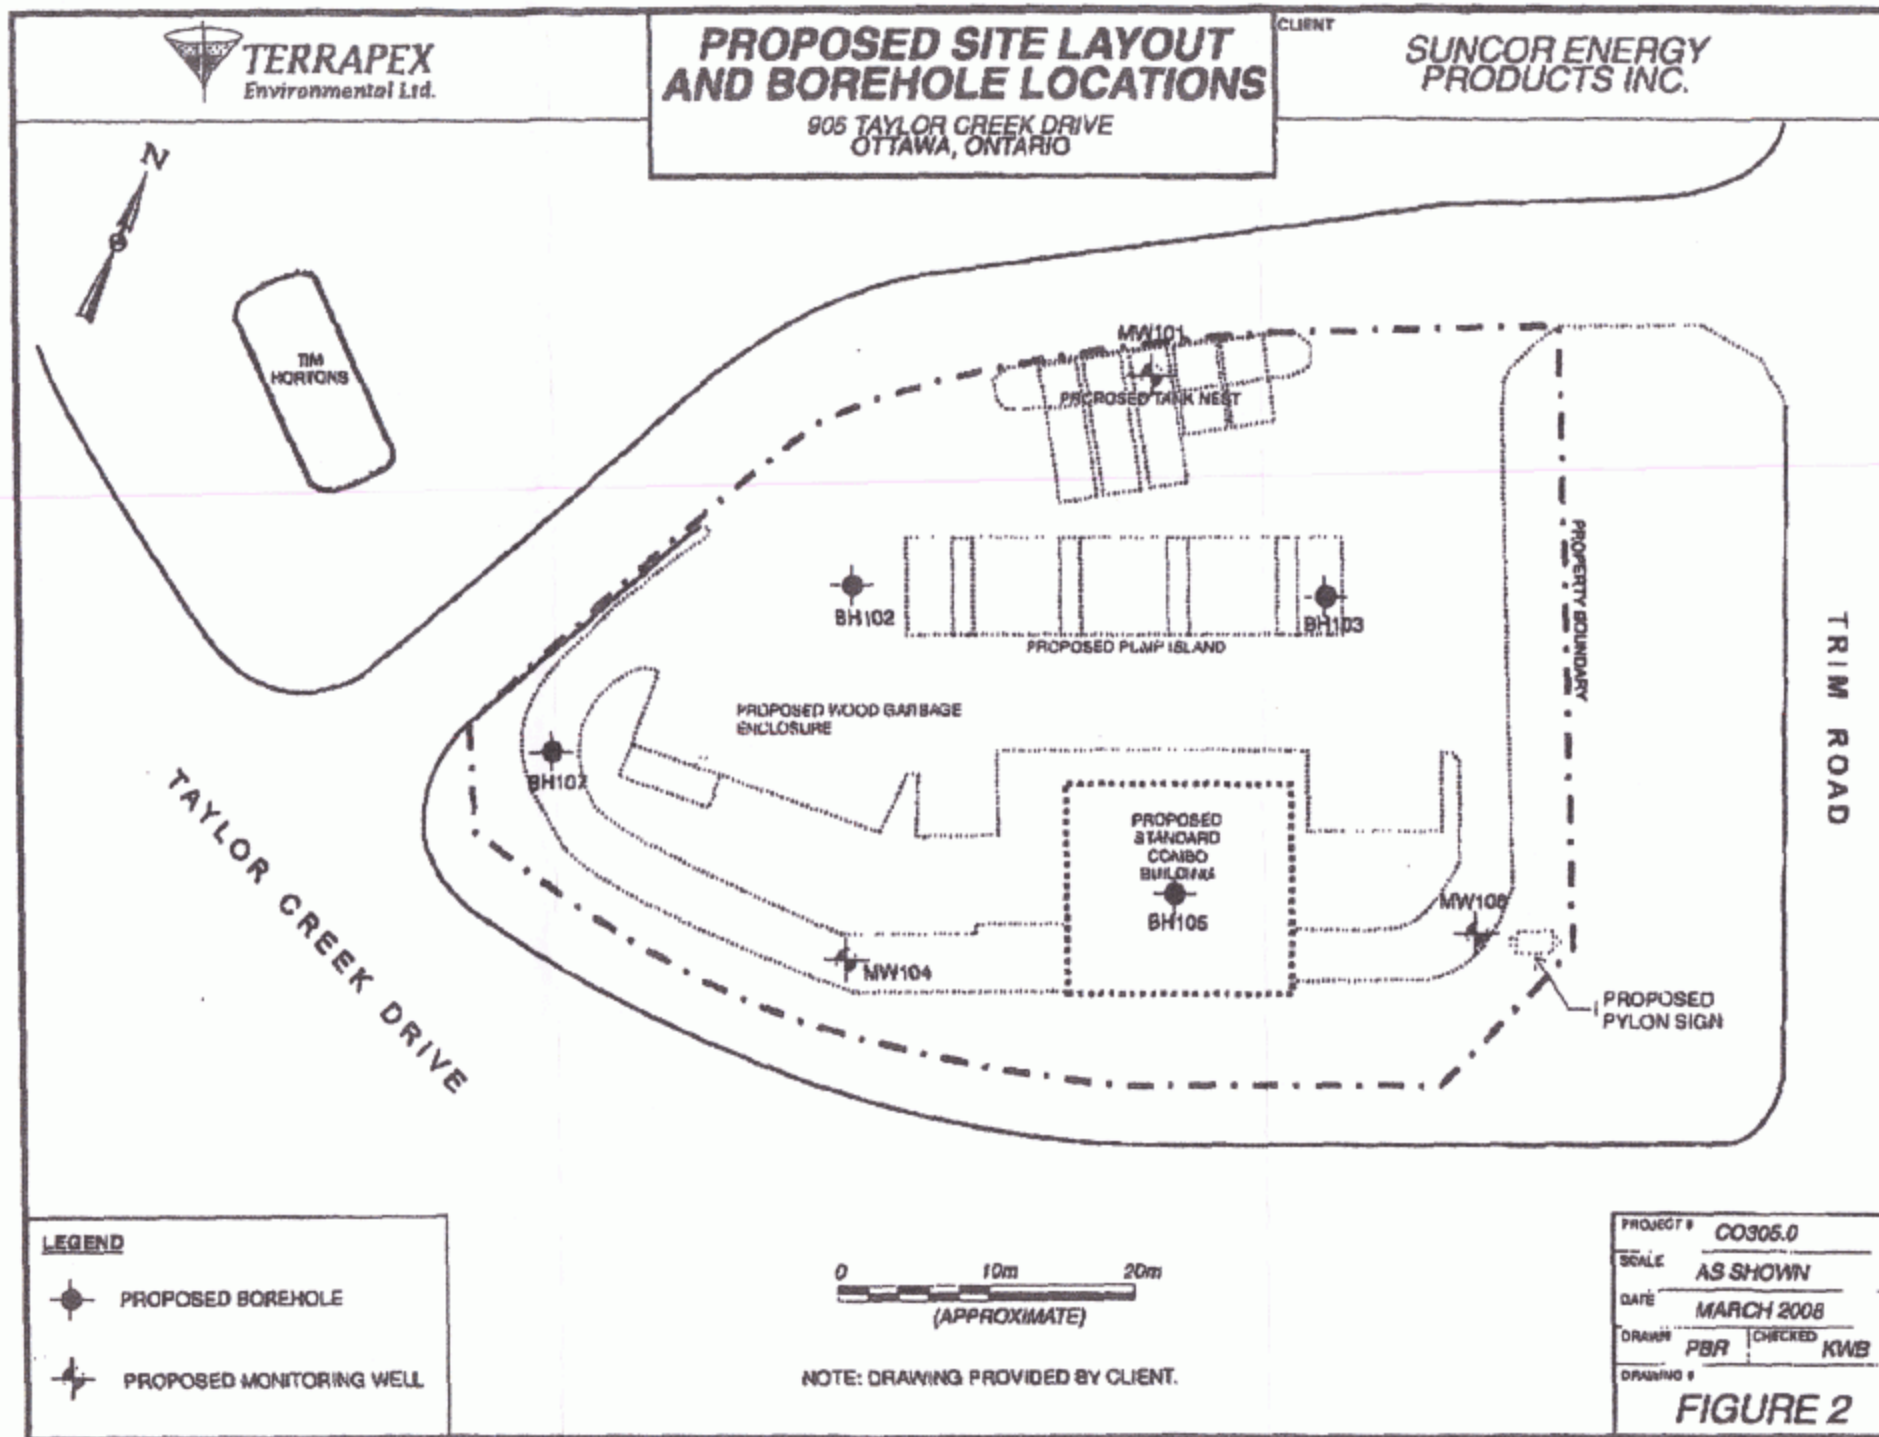 TERRAPEX
Environmental Ltd.
PROPOSED SITE LAYOUT
AND BOREHOLE LOCATIONS
905 TAYLOR CREEK DRIVE
OTTAWA, ONTARIO
CLIENT
SUNCOR ENERGY
PRODUCTS INC.
N
TIM
HORTONS
MW101
PROPOSED TANK NEST
BH102
BH103
PROPOSED PUMP ISLAND
PROPERTY BOUNDARY
TRIM ROAD
PROPOSED WOOD GARBAGE
ENCLOSURE
BH107
PROPOSED
STANDARD
COMBO
BUILDING
BH105
MW106
MW104
PROPOSED
PYLON SIGN
TAYLOR CREEK DRIVE
LEGEND
PROPOSED BOREHOLE
PROPOSED MONITORING WELL
0 10m 20m
(APPROXIMATE)
NOTE: DRAWING PROVIDED BY CLIENT.
PROJECT # CO305.0
SCALE AS SHOWN
DATE MARCH 2008
DRAWN PBR CHECKED KWB
DRAWING #
FIGURE 2